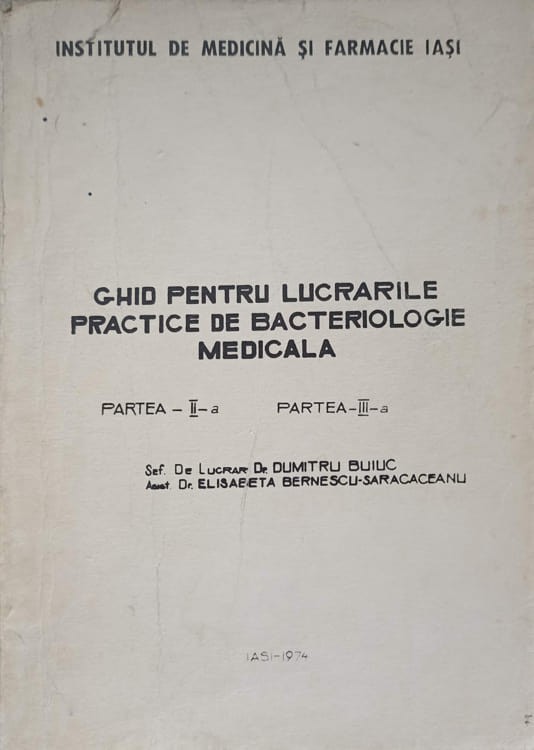 INSTITUTUL DE MEDICINĂ ȘI FARMACIE IAȘI
GHID PENTRU LUCRARILE
PRACTICE DE BACTERIOLOGIE
MEDICALA
PARTEA - II-a PARTEA-III-a
Sef. De Lucrar Dr. DUMITRU BUIUC
Asist. Dr. ELISABETA BERNESCU-SARACACEANU
IASI-1974